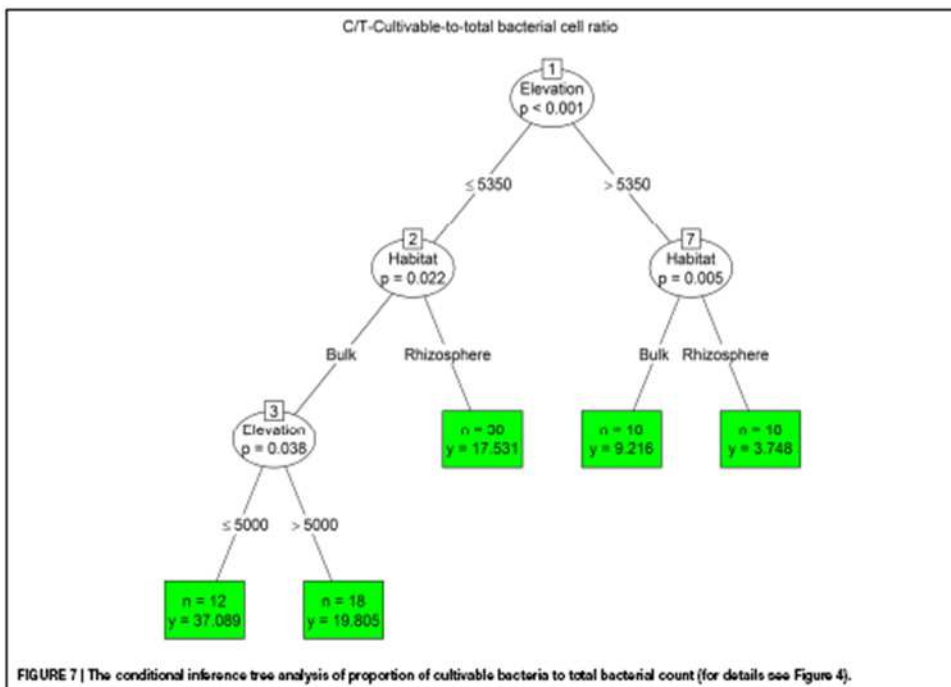 C/T-Cultivable-to-total bacterial cell ratio
1
Elevation
p < 0.001
≤ 5350
> 5350
2
Habitat
p = 0.022
7
Habitat
p = 0.005
Bulk
Rhizosphere
Bulk
Rhizosphere
3
Elevation
p = 0.038
n = 30
y = 17.531
n = 10
y = 9.216
n = 10
y = 3.748
≤ 5000
> 5000
n = 12
y = 37.089
n = 18
y = 19.805
FIGURE 7 | The conditional inference tree analysis of proportion of cultivable bacteria to total bacterial count (for details see Figure 4).